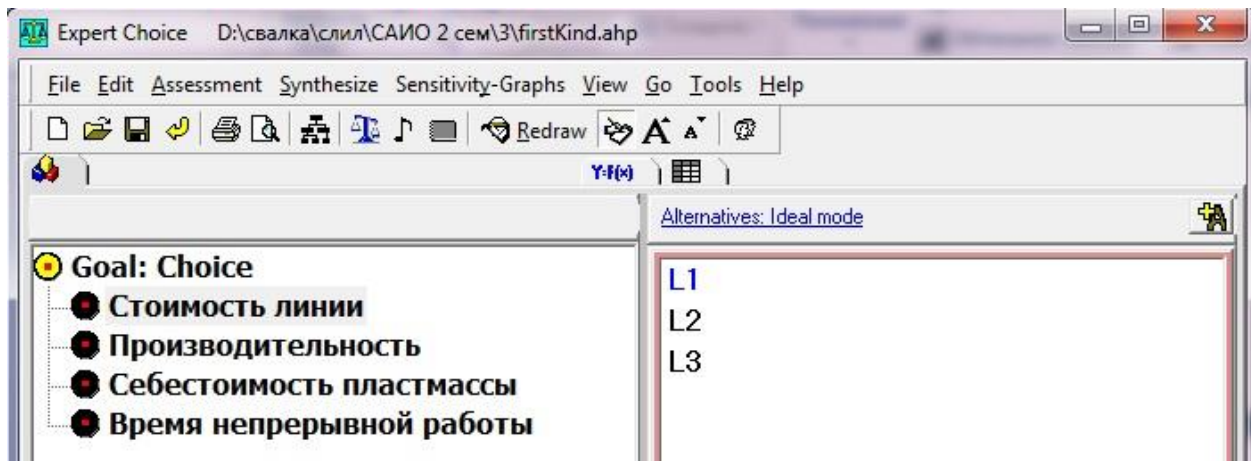 Expert Choice D:\свалка\слил\САИО 2 сем\3\firstKind.ahp
File Edit Assessment Synthesize Sensitivity-Graphs View Go Tools Help
Redraw A A
Y=F(x)
Alternatives: Ideal mode
Goal: Choice
Стоимость линии
Производительность
Себестоимость пластмассы
Время непрерывной работы
L1
L2
L3